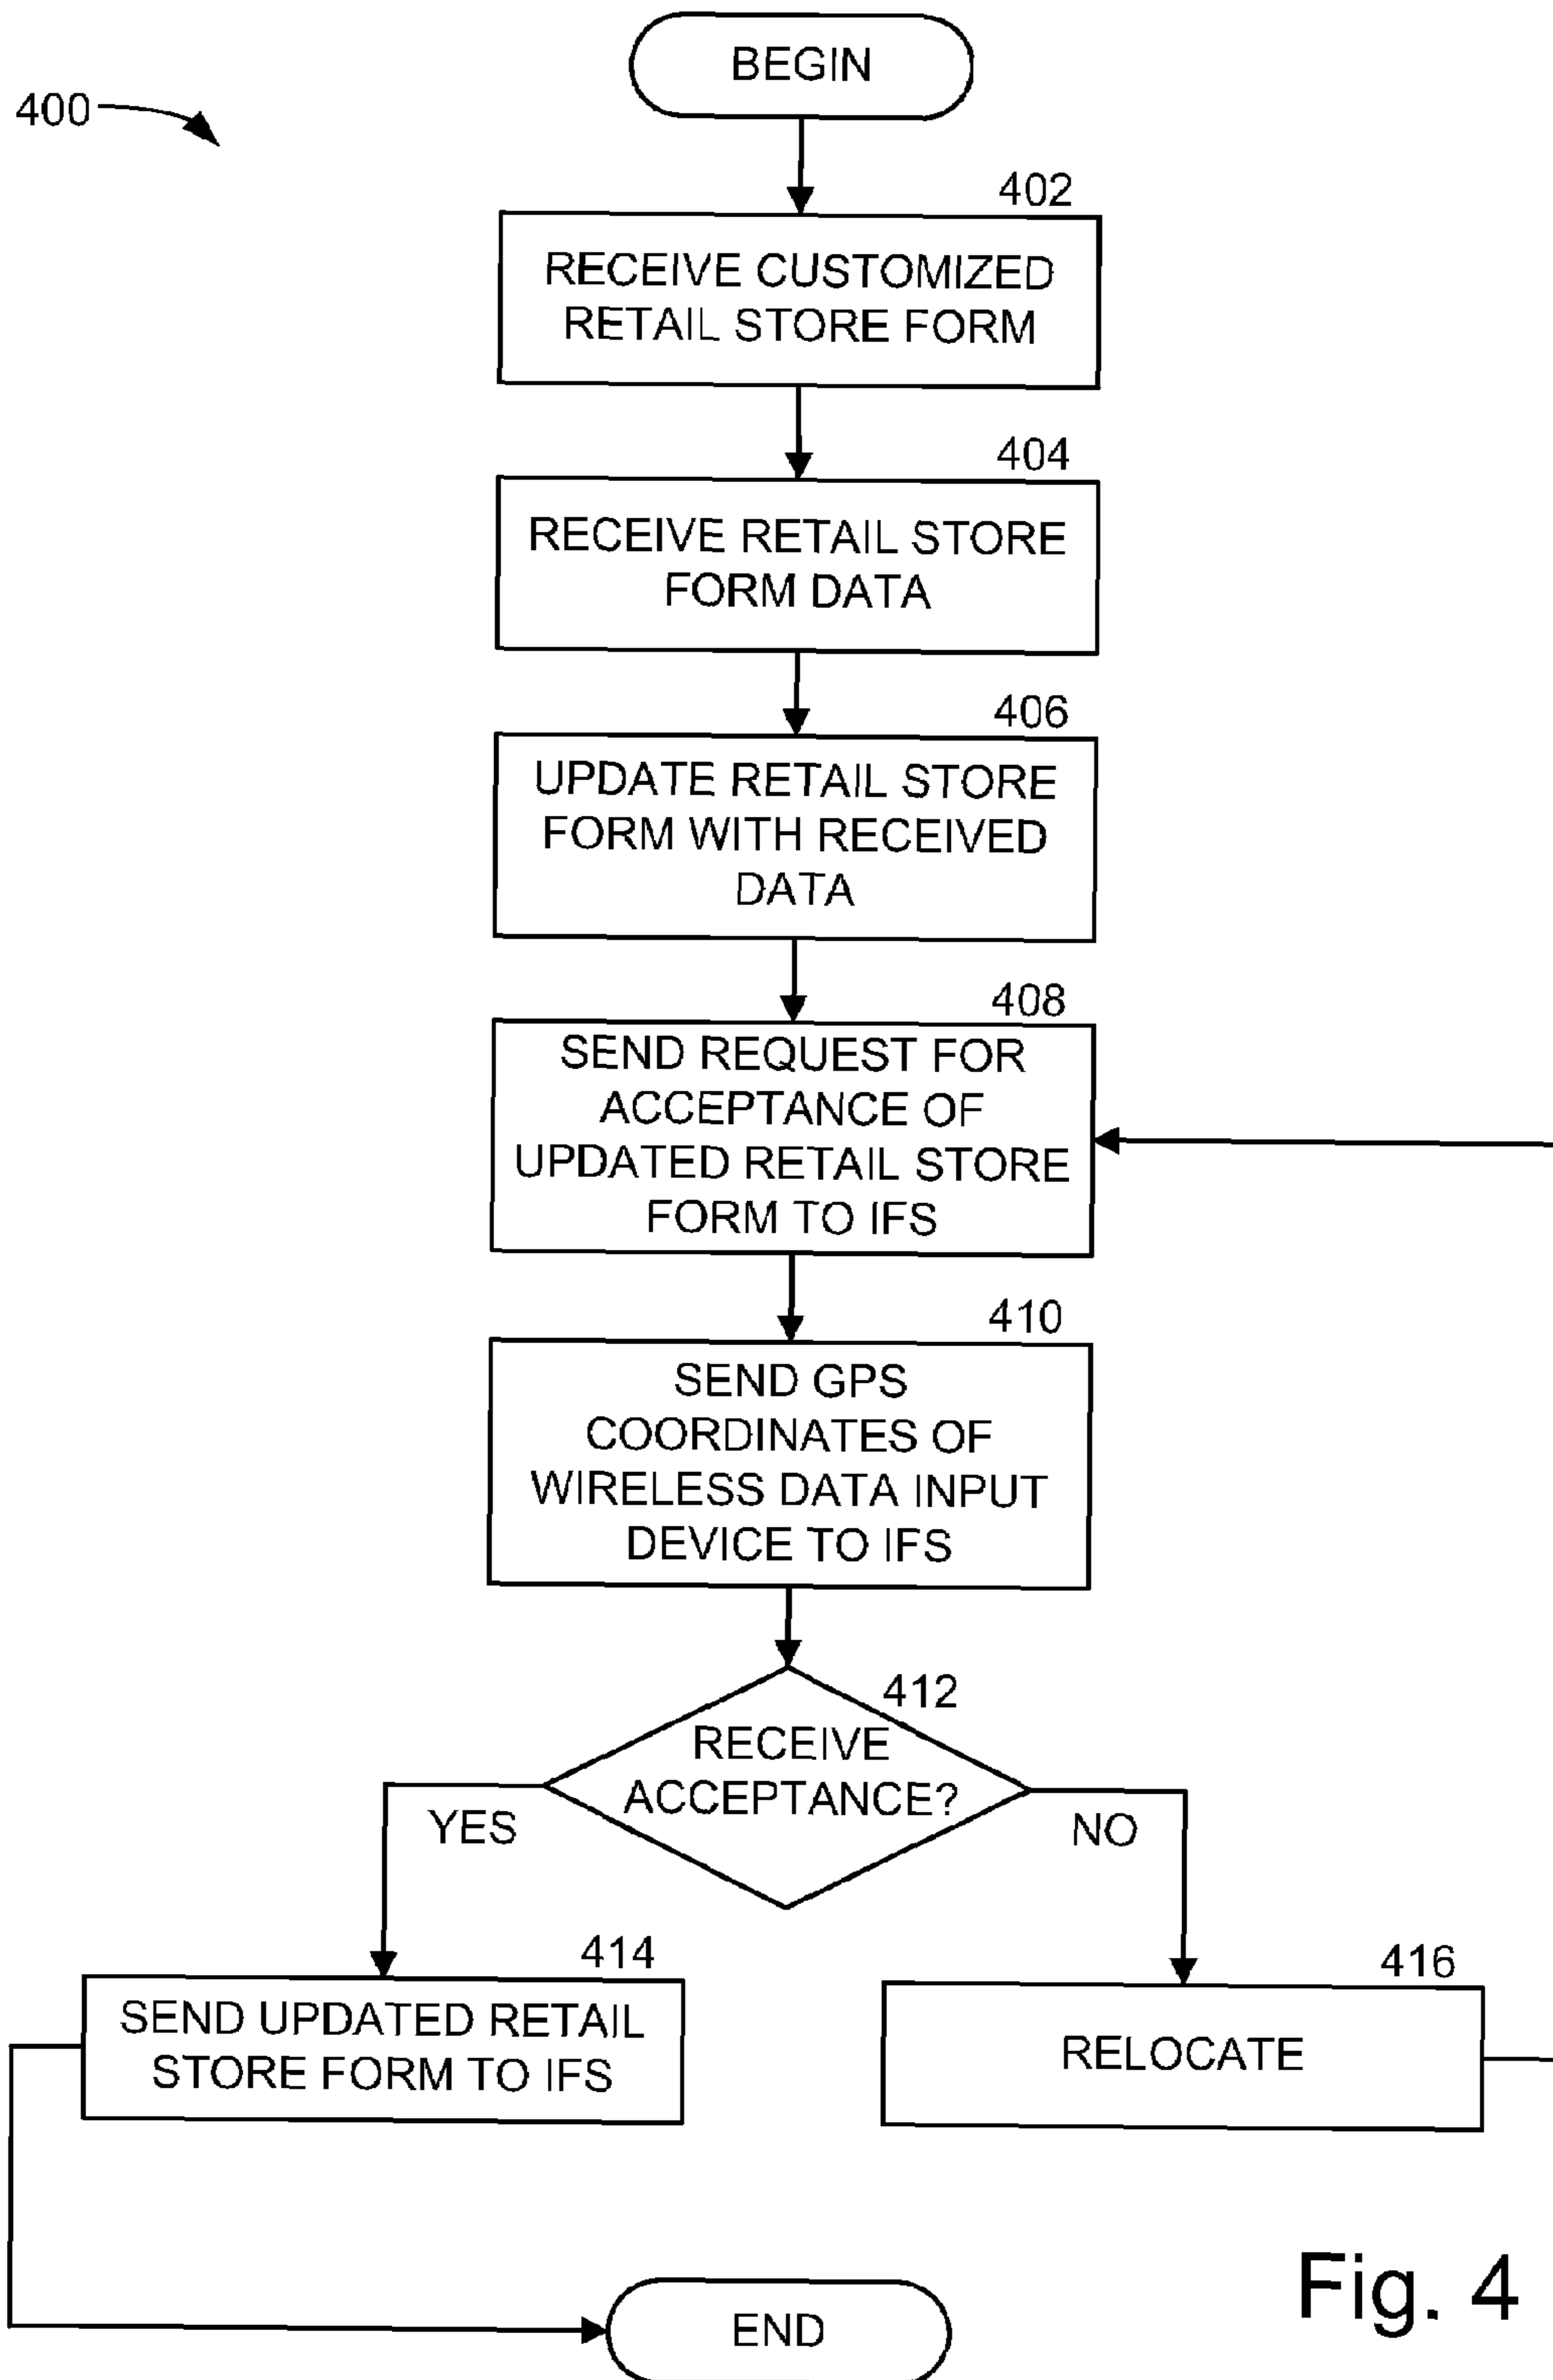 BEGIN
400
402
RECEIVE CUSTOMIZED
RETAIL STORE FORM
404
RECEIVE RETAIL STORE
FORM DATA
406
UPDATE RETAIL STORE
FORM WITH RECEIVED
DATA
408
SEND REQUEST FOR
ACCEPTANCE OF
UPDATED RETAIL STORE
FORM TO IFS
410
SEND GPS
COORDINATES OF
WIRELESS DATA INPUT
DEVICE TO IFS
412
RECEIVE
ACCEPTANCE?
YES
NO
414
SEND UPDATED RETAIL
STORE FORM TO IFS
416
RELOCATE
END
Fig. 4